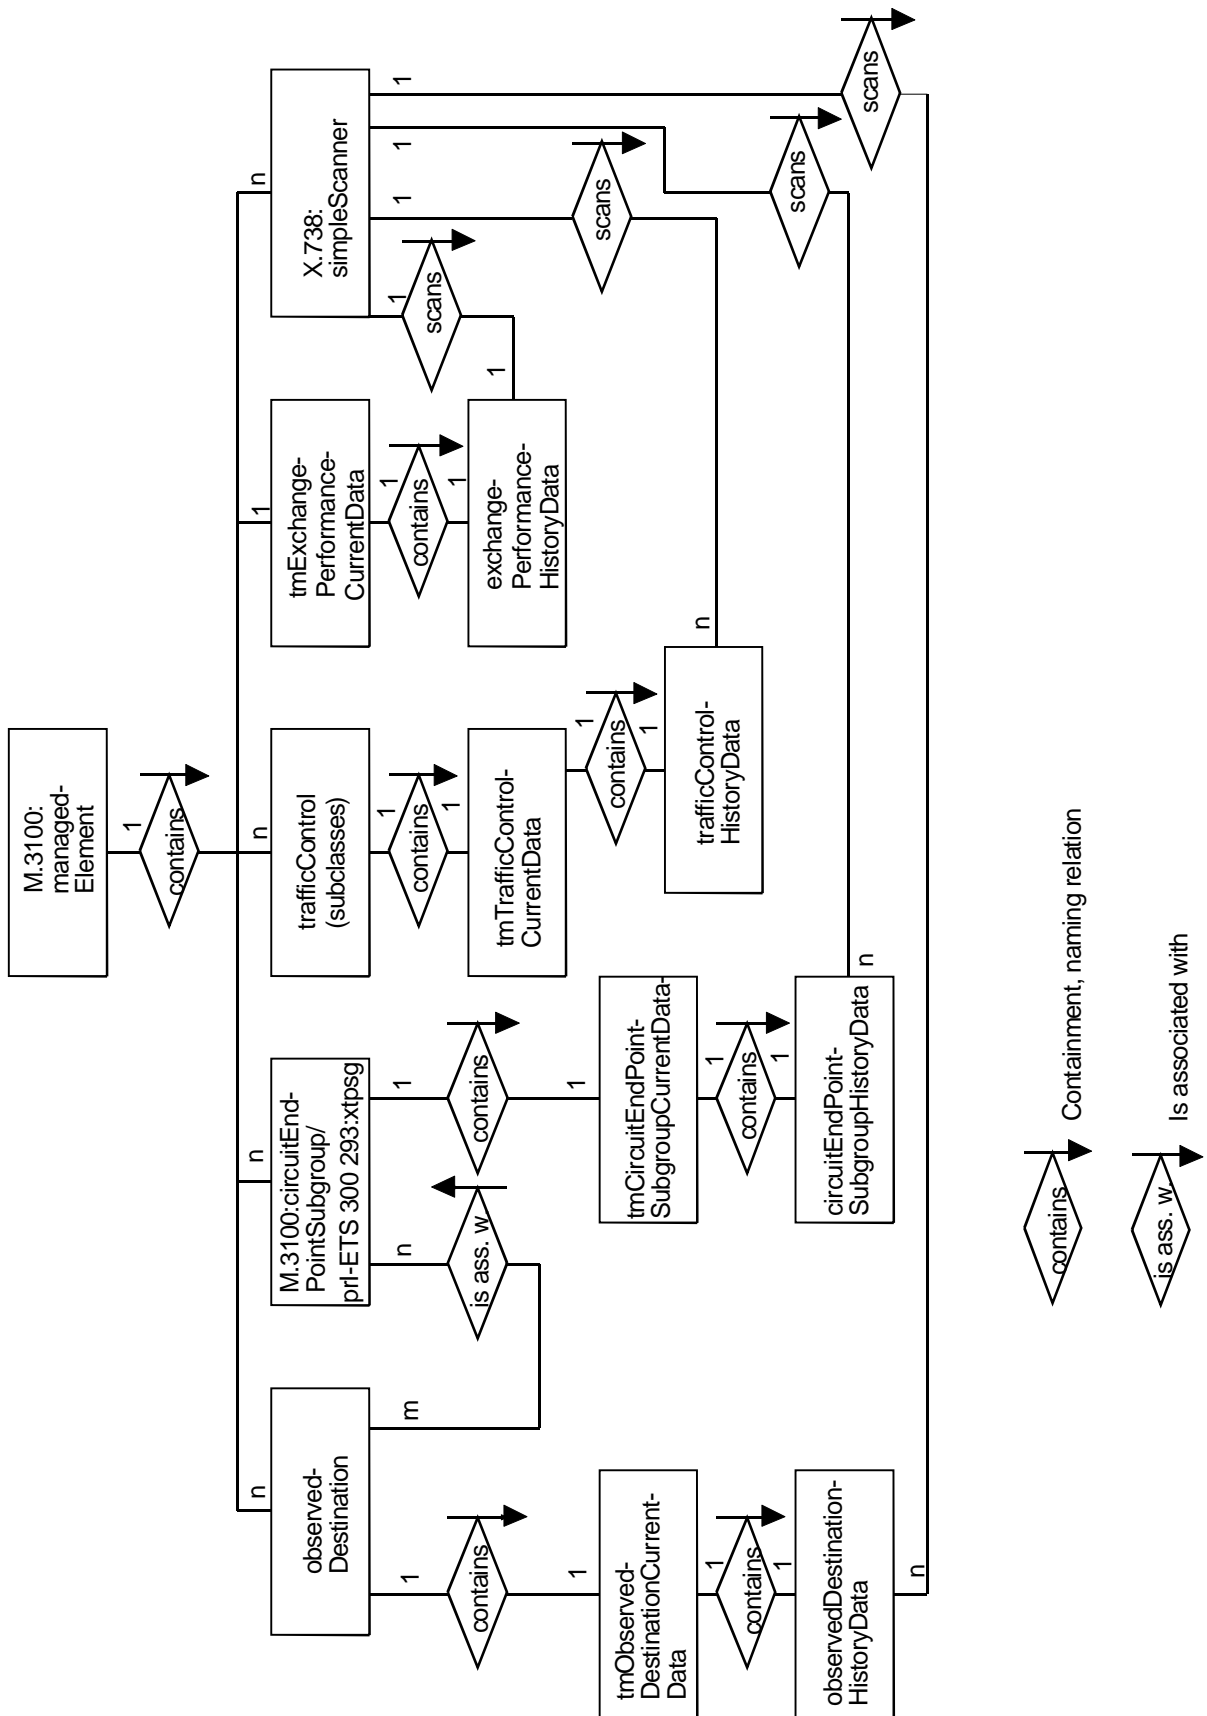 M.3100:
managed-
Element
1
contains
n
n
n
1
n
observed-
Destination
M.3100:circuitEnd-
PointSubgroup/
prI-ETS 300 293:xtpsg
trafficControl
(subclasses)
tmExchange-
Performance-
CurrentData
X.738:
simpleScanner
1
m
n
1
contains
is ass. w.
contains
1
1
1
contains
1
1
contains
1
1
scans
1
1
scans
1
scans
1
scans
tmTrafficControl-
CurrentData
exchange-
Performance-
HistoryData
1
contains
1
n
tmObserved-
DestinationCurrent-
Data
tmCircuitEndPoint-
SubgroupCurrentData-
trafficControl-
HistoryData
1
contains
1
1
contains
1
observedDestination-
HistoryData
circuitEndPoint-
SubgroupHistoryData
n
n
contains
Containment, naming relation
is ass. w.
Is associated with